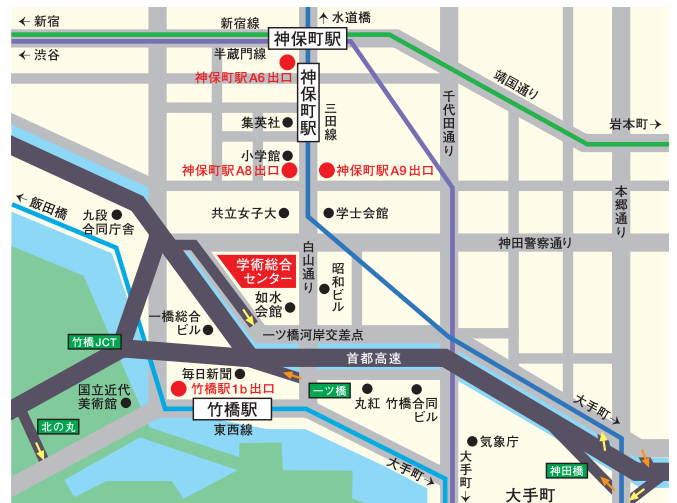 ←新宿
新宿線
↑水道橋
神保町駅
←渋谷
半蔵門線
神保町駅A6出口
神保町駅
三田線
靖国通り
千代田通り
岩本町→
集英社
小学館
神保町駅A8出口
神保町駅A9出口
本郷通り
←飯田橋
九段
合同庁舎
共立女子大
学士会館
白山通り
神田警察通り
学術総合
センター
昭和ビル
如水
会館
一橋総合
ビル
一ツ橋河岸交差点
竹橋JCT
首都高速
毎日新聞
竹橋駅1b出口
国立近代
美術館
一ツ橋
丸紅
竹橋合同
ビル
竹橋駅
東西線
北の丸
大手町→
大手町→
気象庁
大手町→
神田橋
大手町